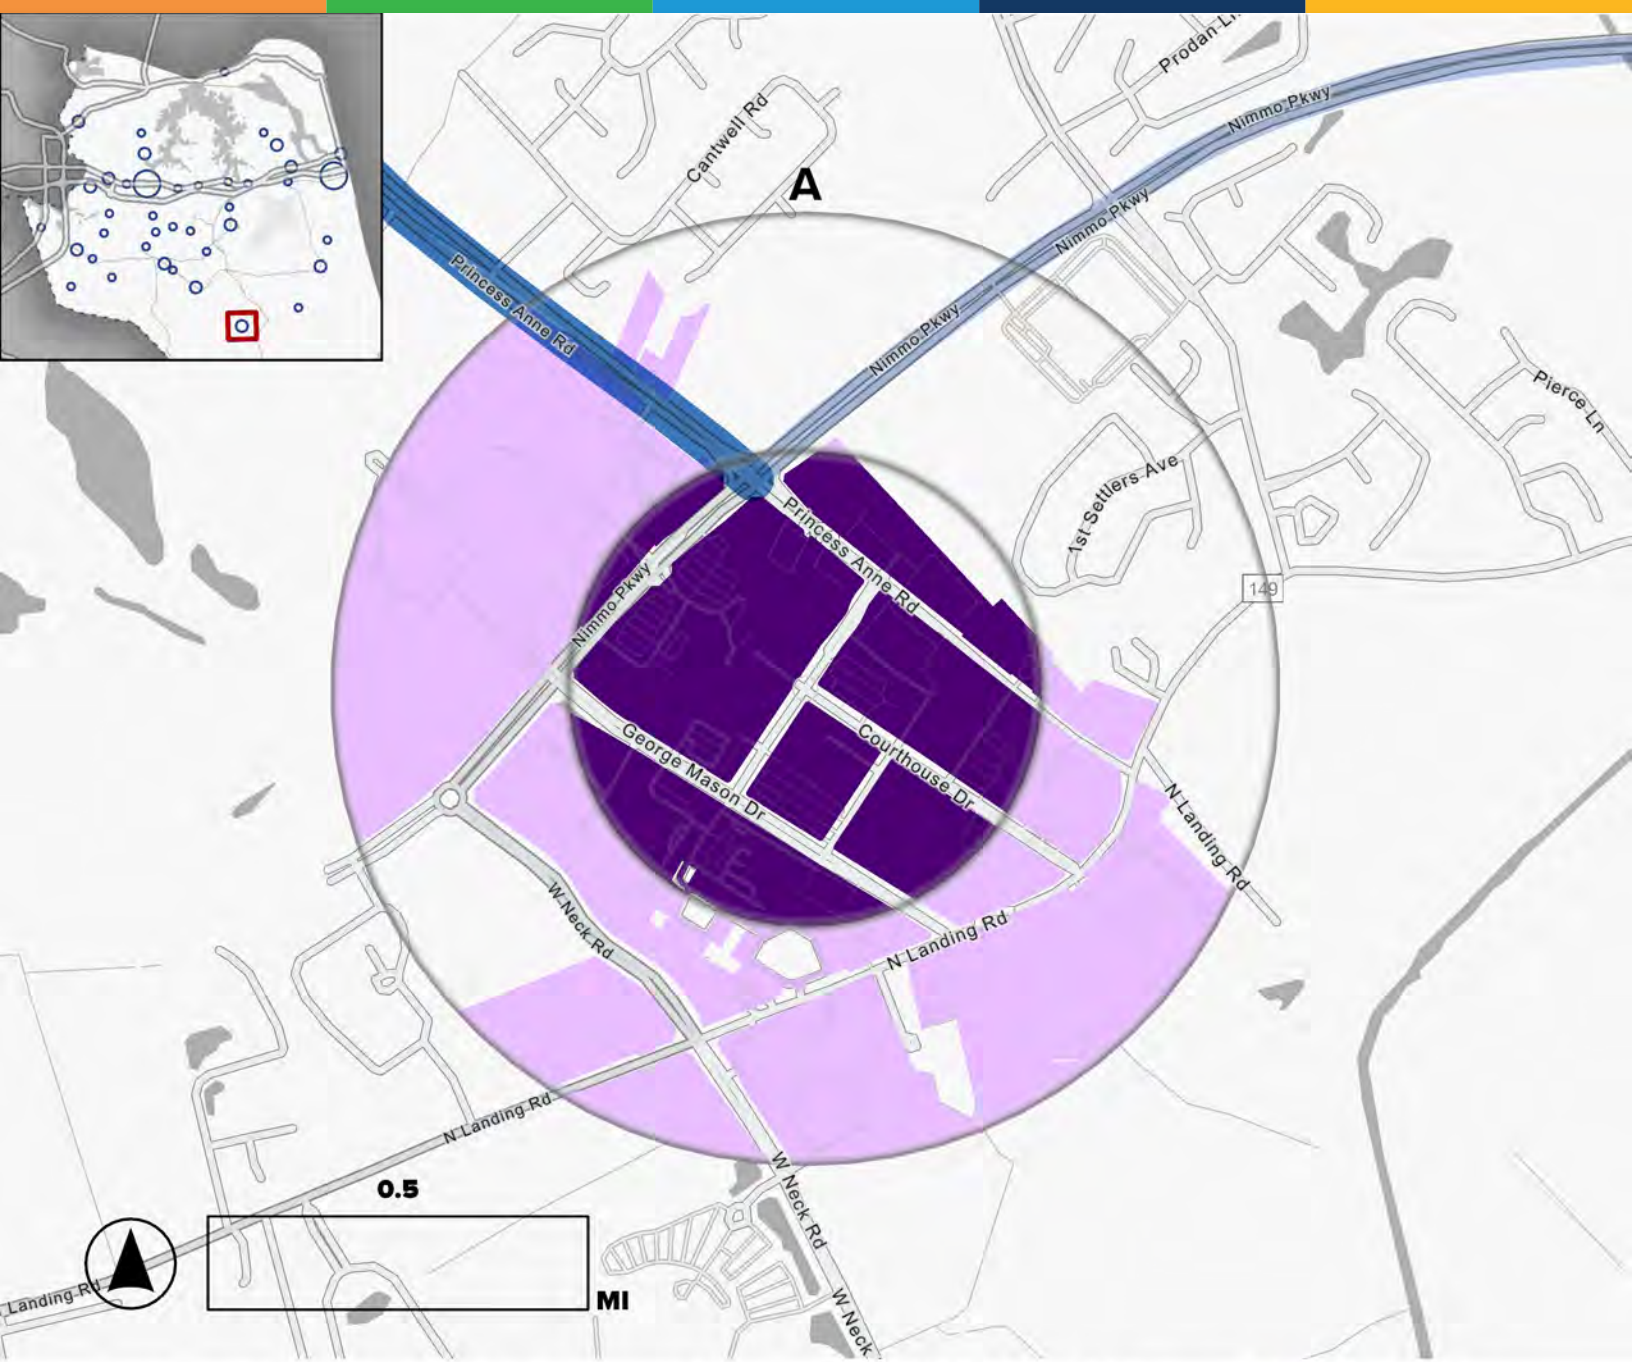 Prodan Ln
Nimmo Pkwy
Cantwell Rd
A
Nimmo Pkwy
Princess Anne Rd
Nimmo Pkwy
Pierce Ln
1st Settlers Ave
Princess Anne Rd
Nimmo Pkwy
149
George Mason Dr
Courthouse Dr
N Landing Rd
W Neck Rd
N Landing Rd
N Landing Rd
0.5
W Neck Rd
Landing Rd
MI
W Neck